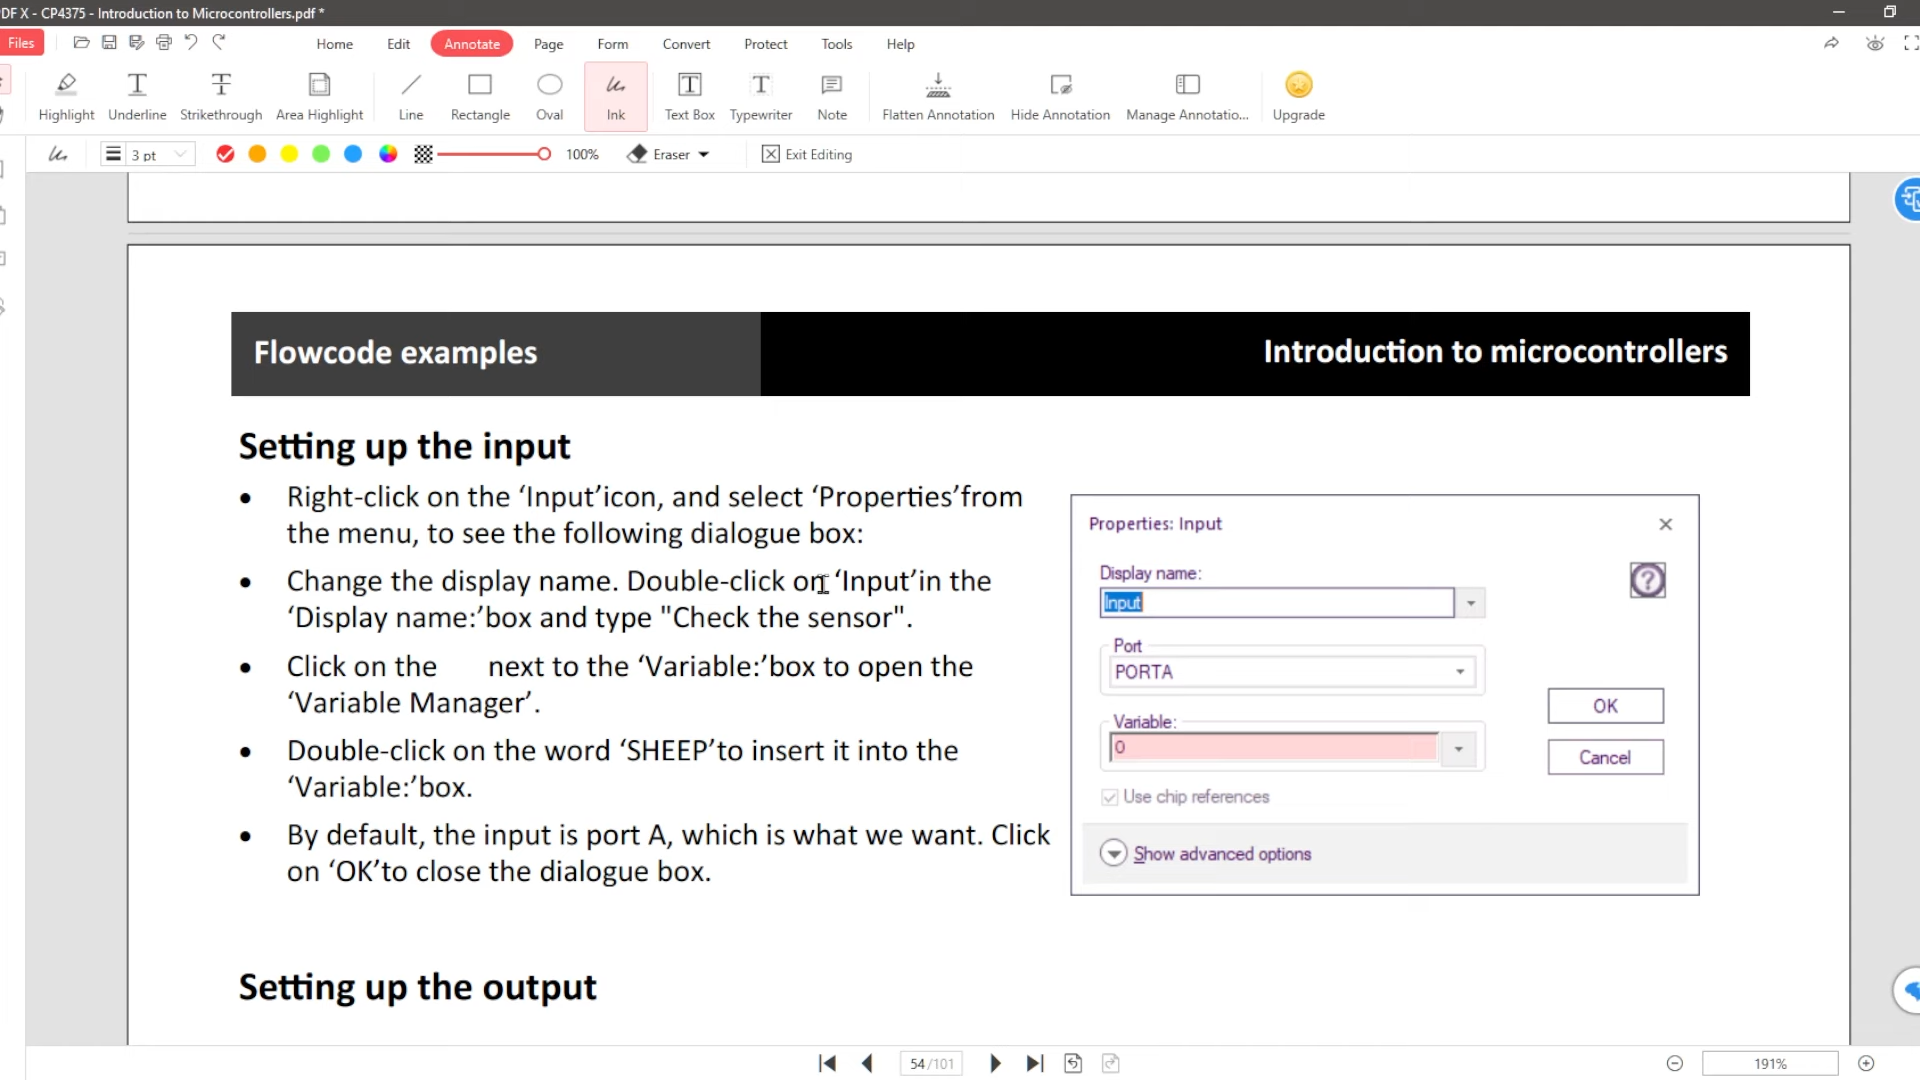 DF X - CP4375 - Introduction to Microcontrollers.pdf *
Files Home Edit Annotate Page Form Convert Protect Tools Help
Highlight Underline Strikethrough Area Highlight Line Rectangle Oval Ink Text Box Typewriter Note Flatten Annotation Hide Annotation Manage Annotatio... Upgrade
3 pt 100% Eraser Exit Editing
Flowcode examples Introduction to microcontrollers
Setting up the input
• Right-click on the ‘Input’icon, and select ‘Properties’from
the menu, to see the following dialogue box:
• Change the display name. Double-click on ‘Input’in the
‘Display name:’box and type "Check the sensor".
• Click on the next to the ‘Variable:’box to open the
‘Variable Manager’.
• Double-click on the word ‘SHEEP’to insert it into the
‘Variable:’box.
• By default, the input is port A, which is what we want. Click
on ‘OK’to close the dialogue box.
Properties: Input
Display name:
Input
Port
PORTA
Variable:
0
OK
Cancel
Use chip references
Show advanced options
Setting up the output
54 /101 191%